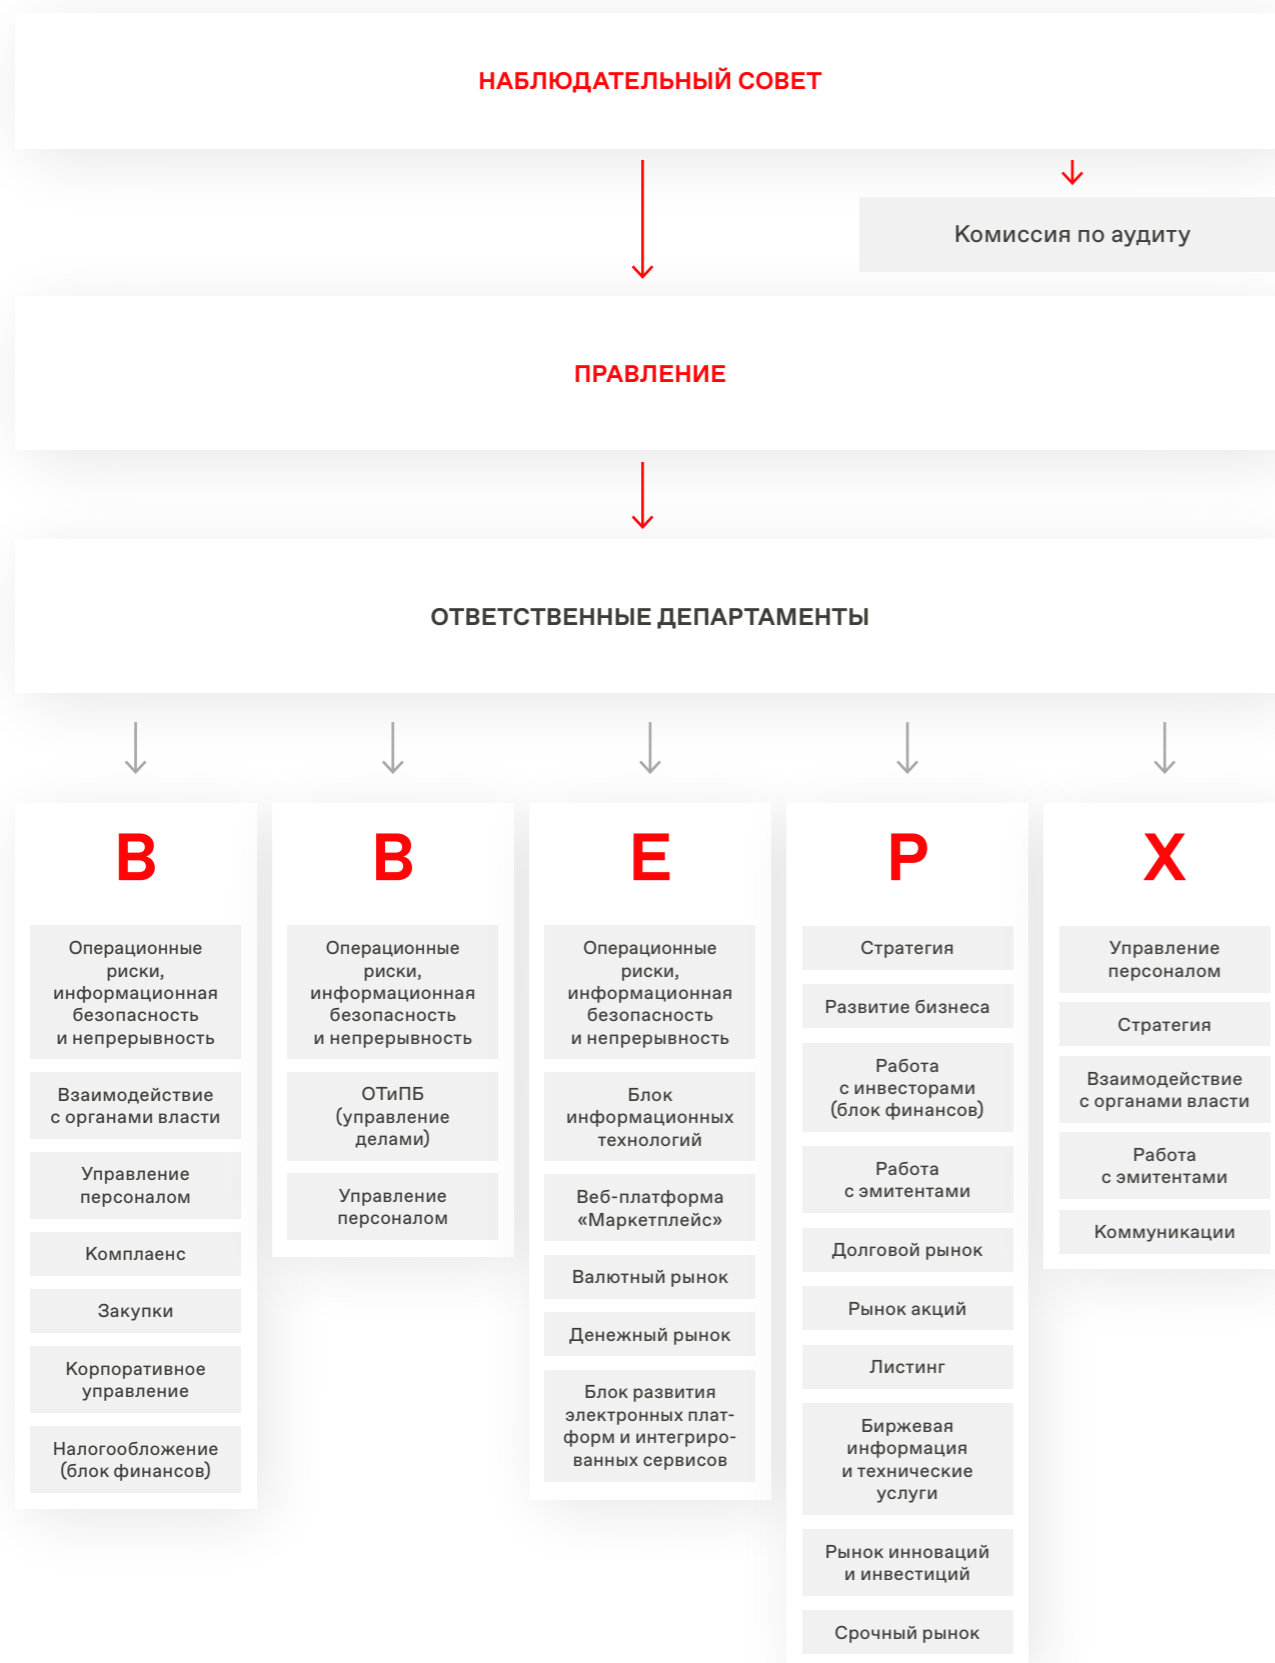 НАБЛЮДАТЕЛЬНЫЙ СОВЕТ
Комиссия по аудиту
ПРАВЛЕНИЕ
ОТВЕТСТВЕННЫЕ ДЕПАРТАМЕНТЫ
В
Операционные
риски,
информационная
безопасность
и непрерывность
Взаимодействие
с органами власти
Управление
персоналом
Комплаенс
Закупки
Корпоративное
управление
Налогообложение
(блок финансов)
В
Операционные
риски,
информационная
безопасность
и непрерывность
ОТиПБ
(управление
делами)
Управление
персоналом
Е
Операционные
риски,
информационная
безопасность
и непрерывность
Блок
информационных
технологий
Веб-платформа
«Маркетплейс»
Валютный рынок
Денежный рынок
Блок развития
электронных плат-
форм и интегриро-
ванных сервисов
Р
Стратегия
Развитие бизнеса
Работа
с инвесторами
(блок финансов)
Работа
с эмитентами
Долговой рынок
Рынок акций
Листинг
Биржевая
информация
и технические
услуги
Рынок инноваций
и инвестиций
Срочный рынок
Х
Управление
персоналом
Стратегия
Взаимодействие
с органами власти
Работа
с эмитентами
Коммуникации